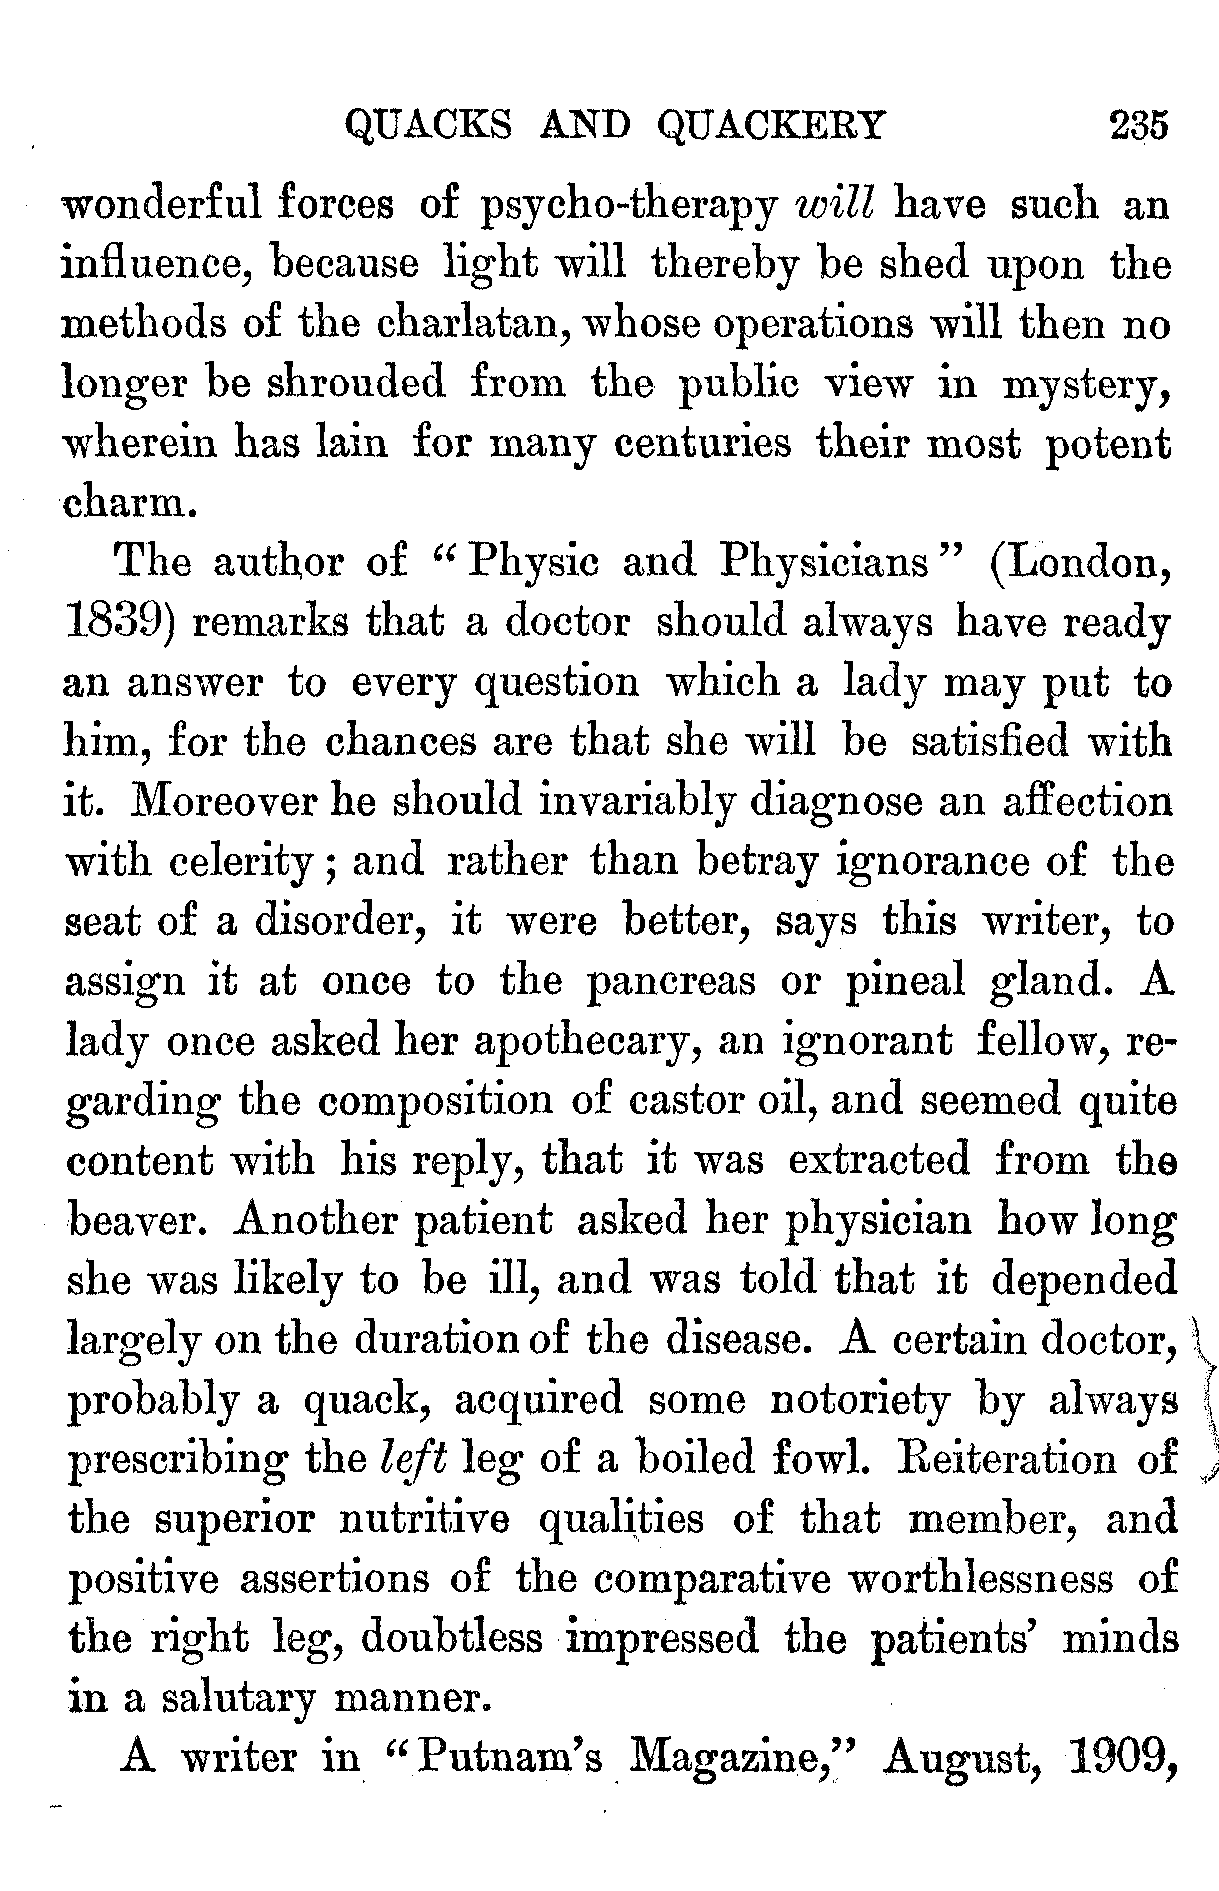 QUACKS AND QUACKERY 235
wonderful forces of psycho-therapy will have such an
influence, because light will thereby be shed upon the
methods of the charlatan, whose operations will then no
longer be shrouded from the public view in mystery,
wherein has lain for many centuries their most potent
charm.
The author of “Physic and Physicians” (London,
1839) remarks that a doctor should always have ready
an answer to every question which a lady may put to
him, for the chances are that she will be satisfied with
it. Moreover he should invariably diagnose an affection
with celerity; and rather than betray ignorance of the
seat of a disorder, it were better, says this writer, to
assign it at once to the pancreas or pineal gland. A
lady once asked her apothecary, an ignorant fellow, re-
garding the composition of castor oil, and seemed quite
content with his reply, that it was extracted from the
beaver. Another patient asked her physician how long
she was likely to be ill, and was told that it depended
largely on the duration of the disease. A certain doctor,
probably a quack, acquired some notoriety by always
prescribing the left leg of a boiled fowl. Reiteration of
the superior nutritive qualities of that member, and
positive assertions of the comparative worthlessness of
the right leg, doubtless impressed the patients’ minds
in a salutary manner.
A writer in “Putnam’s Magazine,” August, 1909,